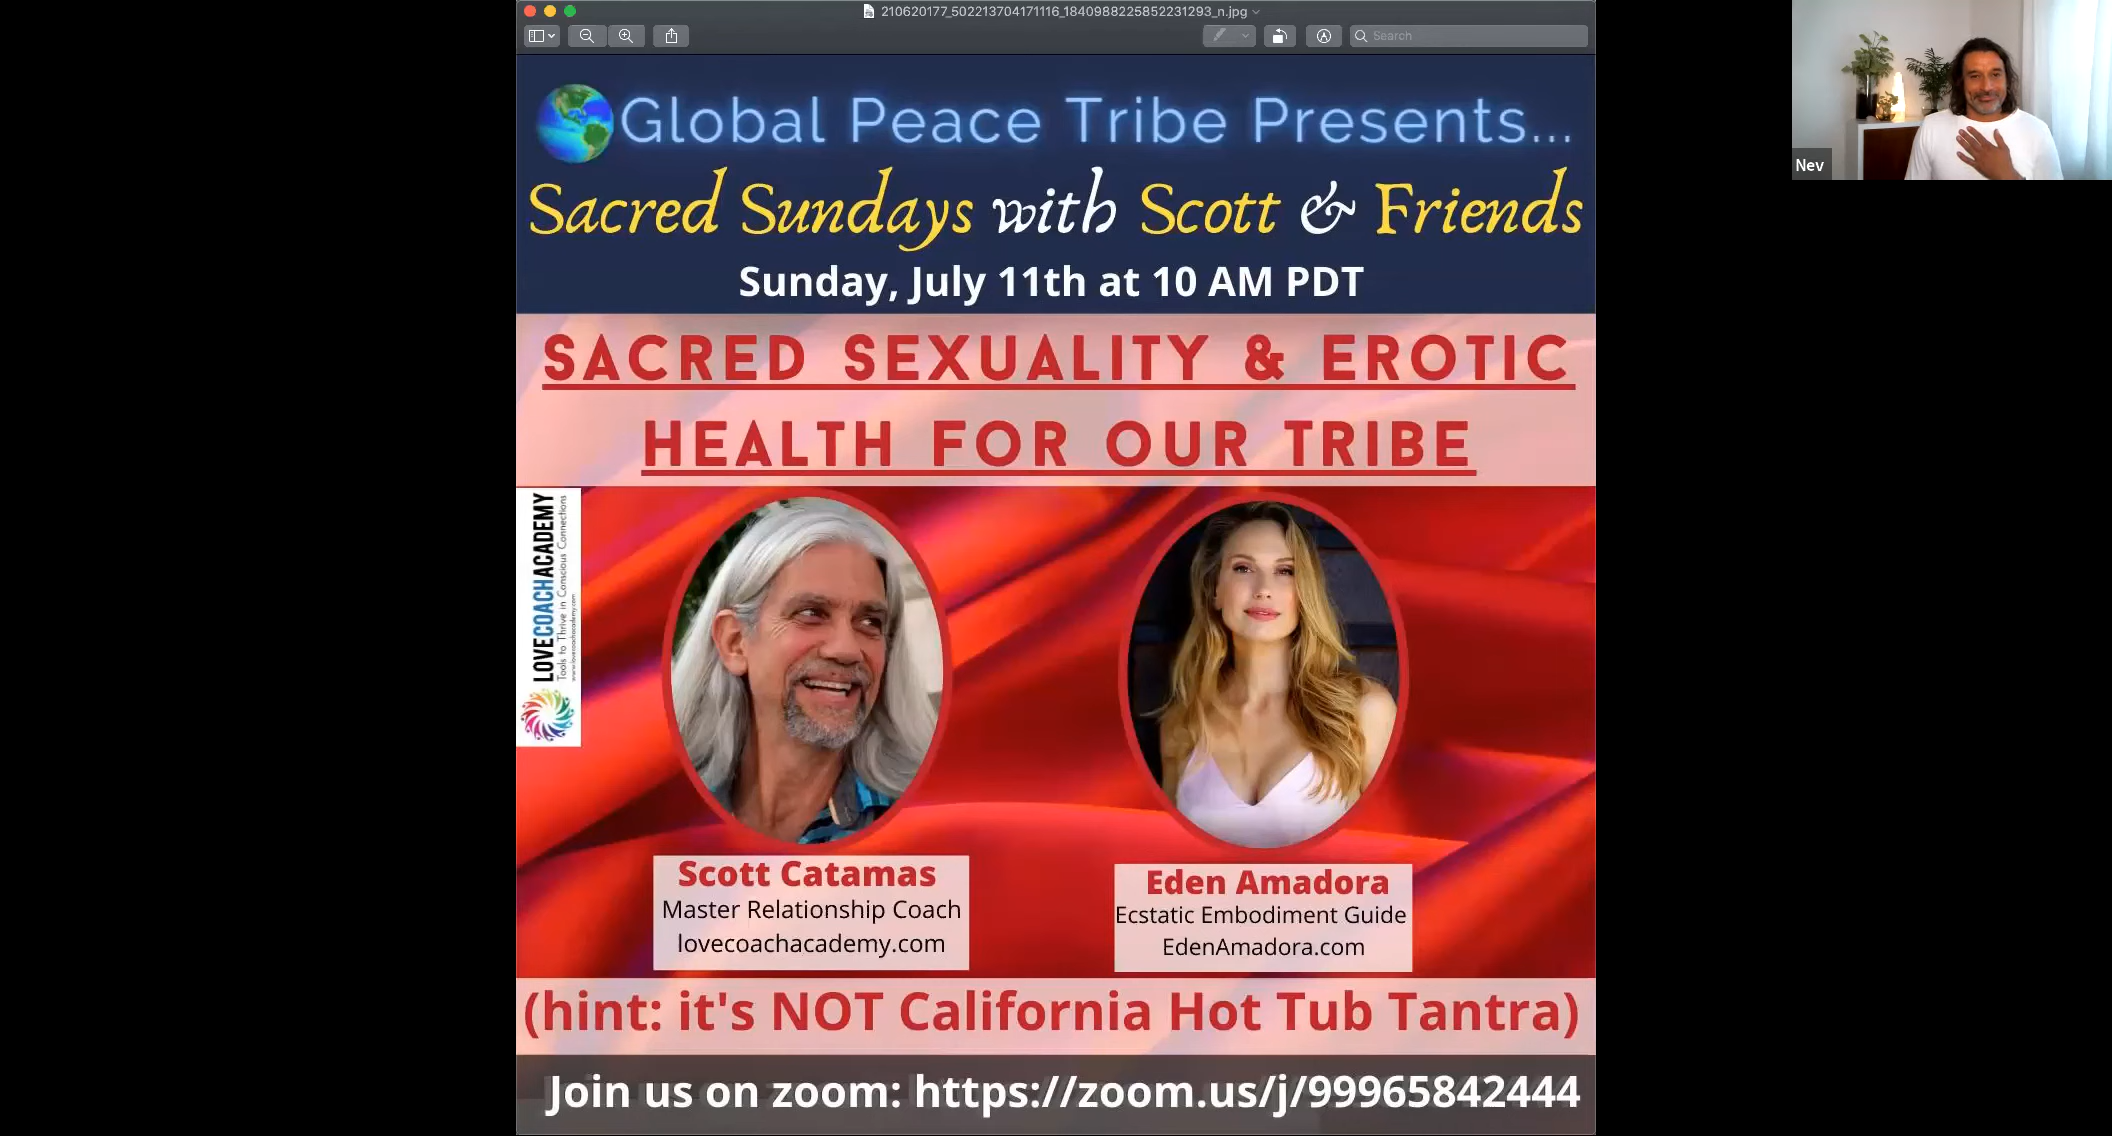 210620177_502213704171116_1840988225852231293_n.jpg
Search
Nev
Global Peace Tribe Presents...
Sacred Sundays with Scott & Friends
Sunday, July 11th at 10 AM PDT
SACRED SEXUALITY & EROTIC
HEALTH FOR OUR TRIBE
LOVECOACHACADEMY
Tools to Thrive in Conscious Connections
www.lovecoachacademy.com
Scott Catamas
Master Relationship Coach
lovecoachacademy.com
Eden Amadora
Ecstatic Embodiment Guide
EdenAmadora.com
(hint: it's NOT California Hot Tub Tantra)
Join us on zoom: https://zoom.us/j/99965842444